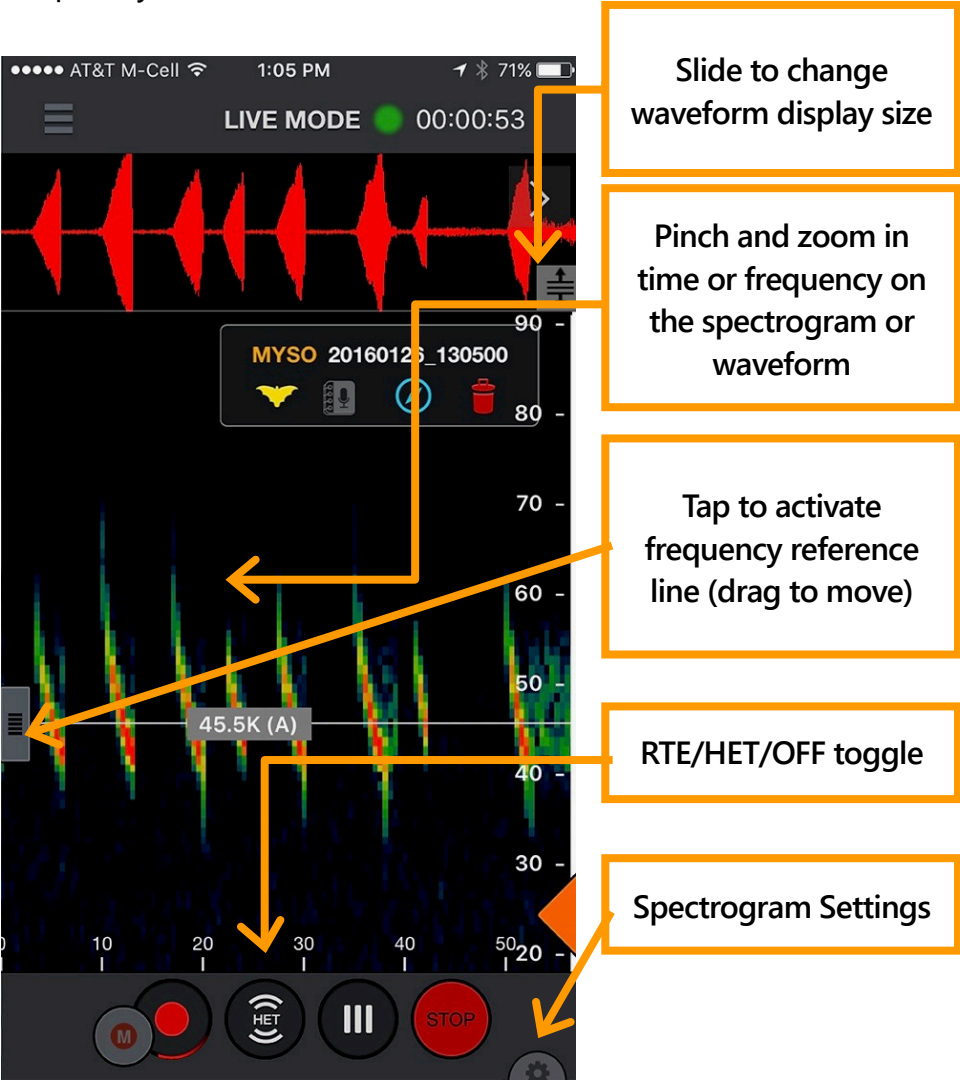 AT&T M-Cell 1:05 PM 71%
LIVE MODE 00:00:53
MYSO 20160126_130500
90 -
80 -
70 -
60 -
50 -
45.5K (A)
40 -
30 -
20 -
10 20 30 40 50
M
HET
STOP
Slide to change
waveform display size
Pinch and zoom in
time or frequency on
the spectrogram or
waveform
Tap to activate
frequency reference
line (drag to move)
RTE/HET/OFF toggle
Spectrogram Settings